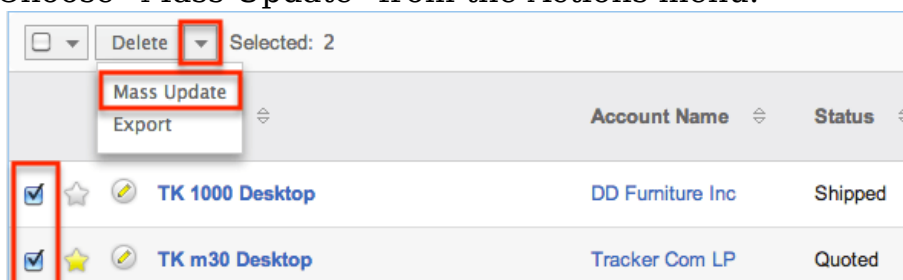 Choose "Mass Update" from the Actions menu.
Delete Selected: 2
Mass Update
Export
Account Name Status
TK 1000 Desktop DD Furniture Inc Shipped
TK m30 Desktop Tracker Com LP Quoted